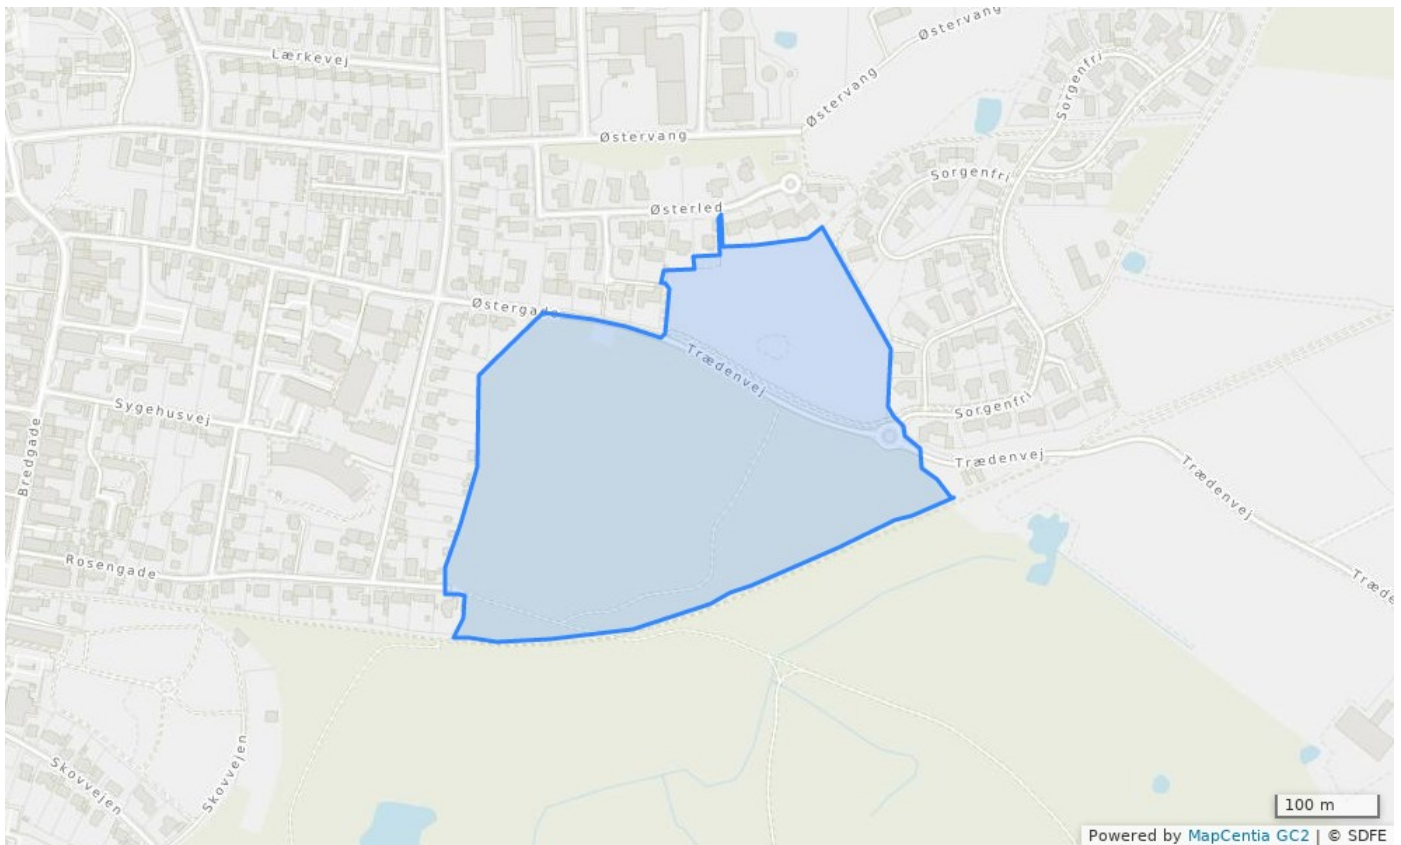 Østervang
Lærkevej
Østervang
Østervang
Sorgenfri
Sorgenfri
Østerled
Østergade
Trædenvej
Sygehusvej
Bredgade
Sorgenfri
Trædenvej
Trædenvej
Rosengade
Træde
Skovvejen
Skovvejen
100 m
Powered by MapCentia GC2 | © SDFE